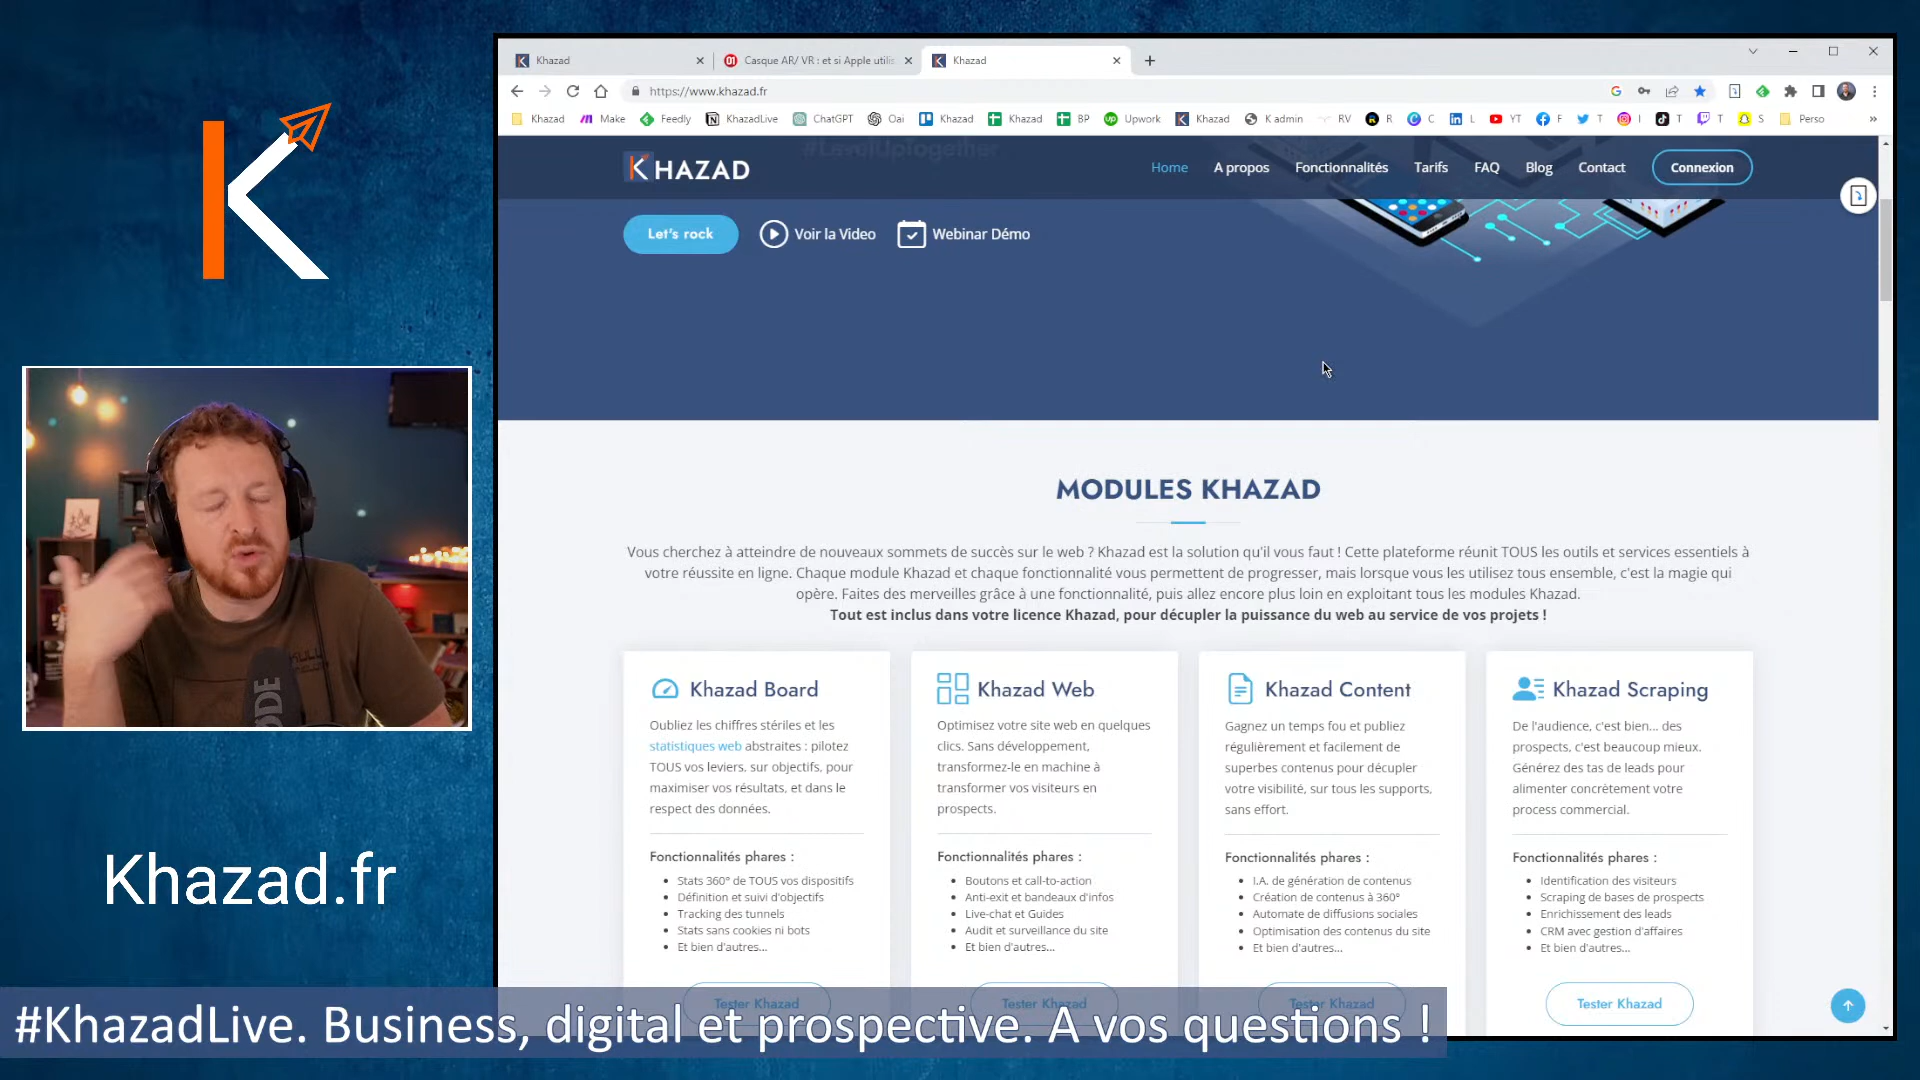 Khazad
Casque AR/ VR : et si Apple utilis
Khazad
https://www.khazad.fr
Khazad
Make
Feedly
KhazadLive
ChatGPT
Oai
Khazad
Khazad
BP
Upwork
Khazad
K admin
RV
R
C
L
YT
F
T
I
T
T
S
Perso
»
#LevelUpTogether
KHAZAD
Home
A propos
Fonctionnalités
Tarifs
FAQ
Blog
Contact
Connexion
Let's rock
Voir la Video
Webinar Démo
MODULES KHAZAD
Vous cherchez à atteindre de nouveaux sommets de succès sur le web ? Khazad est la solution qu'il vous faut ! Cette plateforme réunit TOUS les outils et services essentiels à
votre réussite en ligne. Chaque module Khazad et chaque fonctionnalité vous permettent de progresser, mais lorsque vous les utilisez tous ensemble, c'est la magie qui
opère. Faites des merveilles grâce à une fonctionnalité, puis allez encore plus loin en exploitant tous les modules Khazad.
Tout est inclus dans votre licence Khazad, pour décupler la puissance du web au service de vos projets !
Khazad Board
Oubliez les chiffres stériles et les
statistiques web abstraites : pilotez
TOUS vos leviers, sur objectifs, pour
maximiser vos résultats, et dans le
respect des données.
Fonctionnalités phares :
• Stats 360° de TOUS vos dispositifs
• Définition et suivi d'objectifs
• Tracking des tunnels
• Stats sans cookies ni bots
• Et bien d'autres...
Tester Khazad
Khazad Web
Optimisez votre site web en quelques
clics. Sans développement,
transformez-le en machine à
transformer vos visiteurs en
prospects.
Fonctionnalités phares :
• Boutons et call-to-action
• Anti-exit et bandeaux d'infos
• Live-chat et Guides
• Audit et surveillance du site
• Et bien d'autres...
Tester Khazad
Khazad Content
Gagnez un temps fou et publiez
régulièrement et facilement de
superbes contenus pour décupler
votre visibilité, sur tous les supports,
sans effort.
Fonctionnalités phares :
• I.A. de génération de contenus
• Création de contenus à 360°
• Automate de diffusions sociales
• Optimisation des contenus du site
• Et bien d'autres...
Tester Khazad
Khazad Scraping
De l'audience, c'est bien... des
prospects, c'est beaucoup mieux.
Générez des tas de leads pour
alimenter concrètement votre
process commercial.
Fonctionnalités phares :
• Identification des visiteurs
• Scraping de bases de prospects
• Enrichissement des leads
• CRM avec gestion d'affaires
• Et bien d'autres...
Tester Khazad
Khazad.fr
#KhazadLive. Business, digital et prospective. A vos questions !